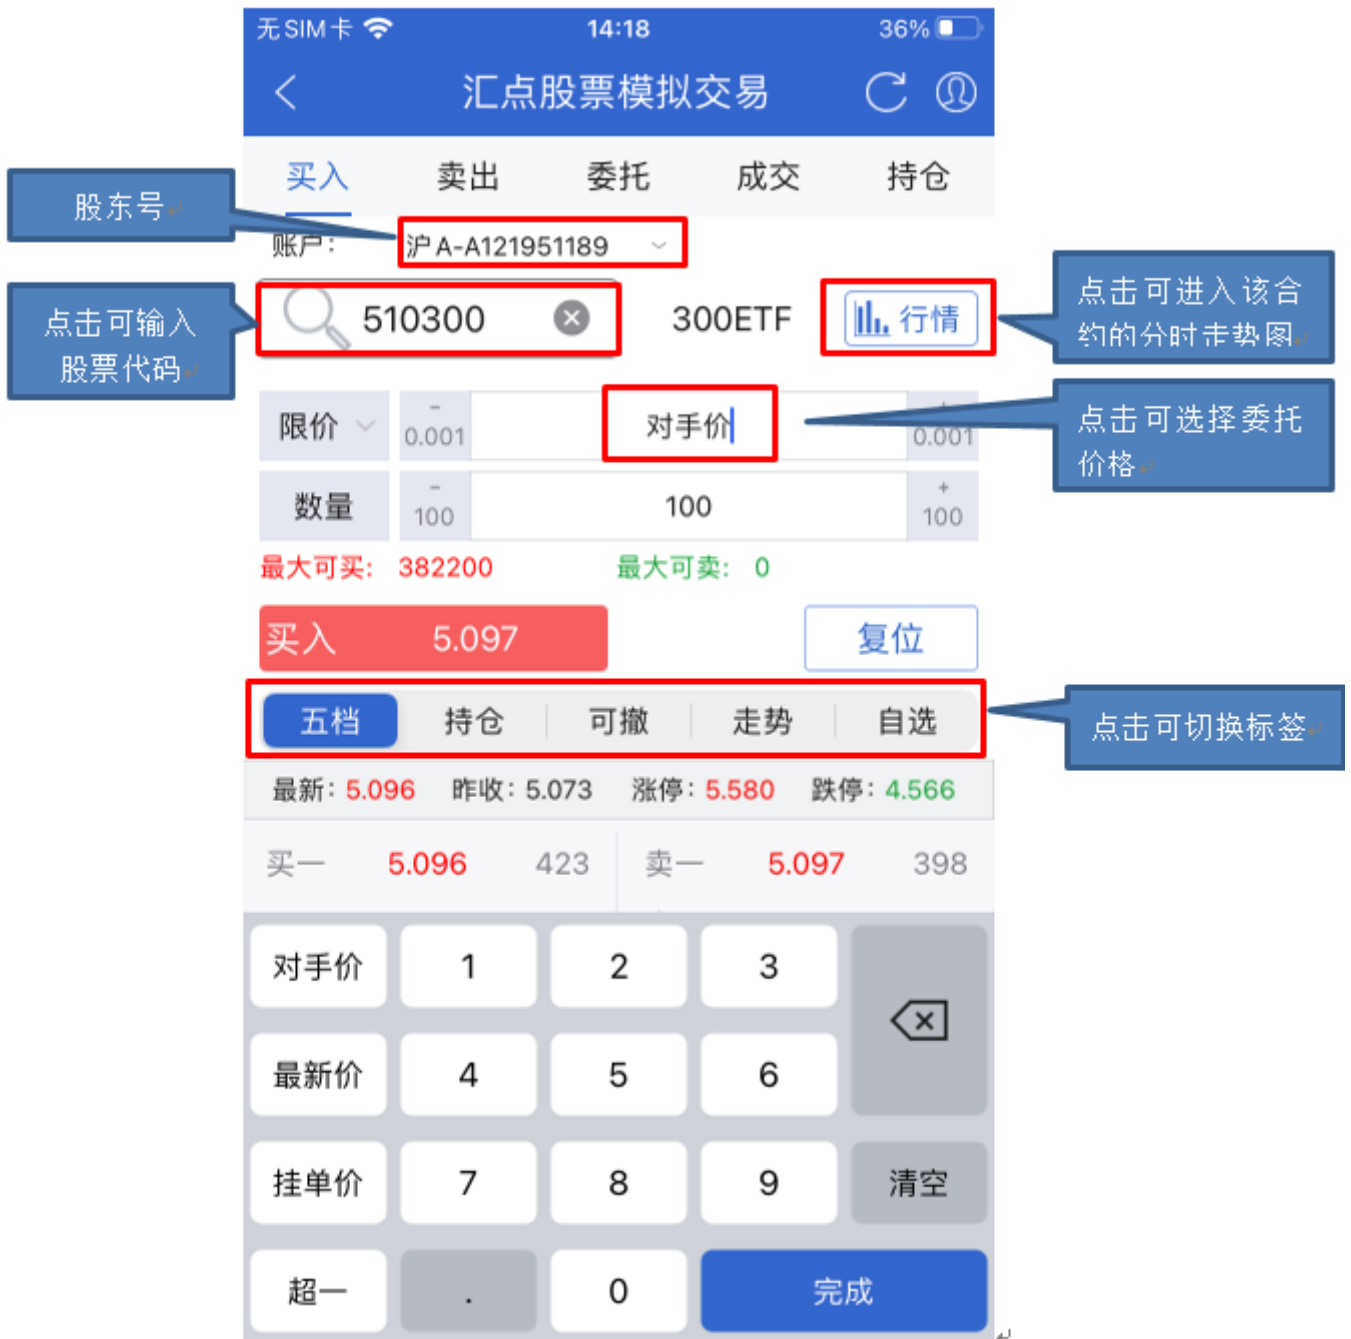 无SIM卡 14:18 36%
汇点股票模拟交易
买入 卖出 委托 成交 持仓
股东号
账户: 沪A-A121951189
点击可输入
股票代码
510300 300ETF 行情
点击可进入该合
约的分时走势图
限价 - 0.001 对手价 + 0.001
点击可选择委托
价格
数量 - 100 100 + 100
最大可买: 382200 最大可卖: 0
买入 5.097 复位
五档 持仓 可撤 走势 自选
点击可切换标签
最新: 5.096 昨收: 5.073 涨停: 5.580 跌停: 4.566
买一 5.096 423 卖一 5.097 398
对手价 1 2 3
最新价 4 5 6
挂单价 7 8 9 清空
超一 . 0 完成